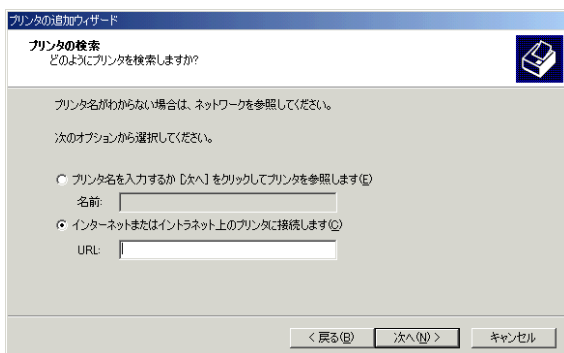 プリンタの追加ウィザード
プリンタの検索
どのようにプリンタを検索しますか?
プリンタ名がわからない場合は、ネットワークを参照してください。
次のオプションから選択してください。
プリンタ名を入力するか [次へ] をクリックしてプリンタを参照します(E)
名前:
インターネットまたはイントラネット上のプリンタに接続します(C)
URL:
< 戻る(B) 次へ(N) > キャンセル